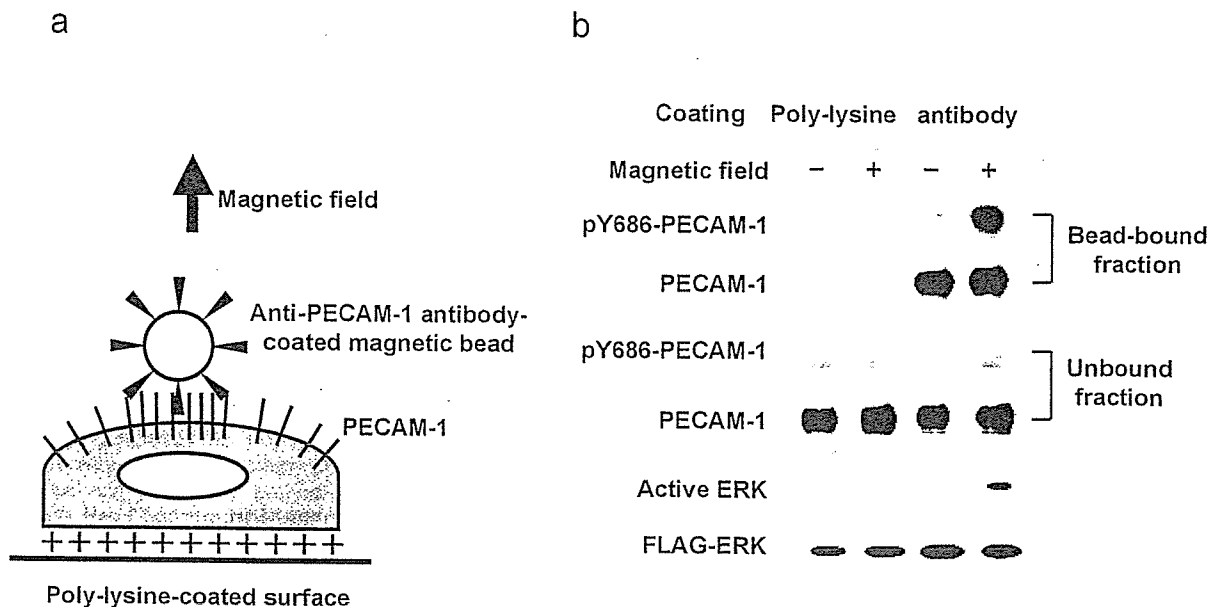 a
Magnetic field
Anti-PECAM-1 antibody-
coated magnetic bead
PECAM-1
+ + + + + + + + + + +
Poly-lysine-coated surface
b
Coating Poly-lysine antibody
Magnetic field - + - +
pY686-PECAM-1
PECAM-1
Bead-bound
fraction
pY686-PECAM-1
PECAM-1
Unbound
fraction
Active ERK
FLAG-ERK